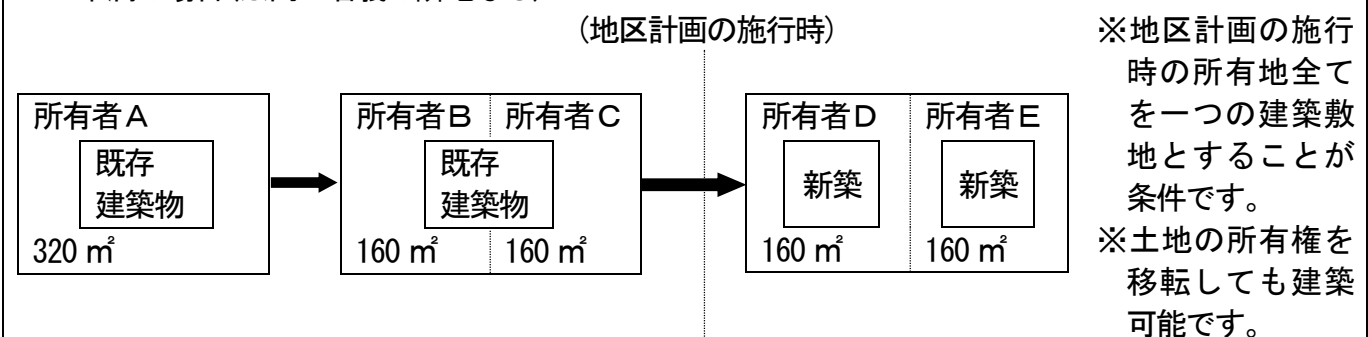 (地区計画の施行時)
所有者A
既存
建築物
320 ㎡
所有者B
所有者C
既存
建築物
160 ㎡
160 ㎡
所有者D
所有者E
新築
新築
160 ㎡
160 ㎡
※地区計画の施行
時の所有地全て
を一つの建築敷
地とすることが
条件です。
※土地の所有権を
移転しても建築
可能です。